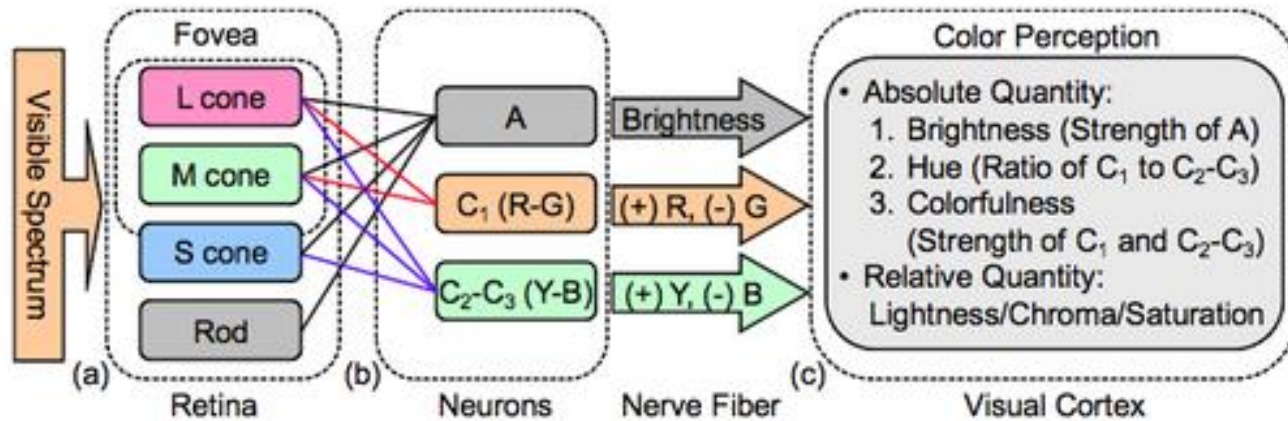 Visible Spectrum
(a)
Fovea
L cone
M cone
S cone
Rod
Retina
(b)
A
C₁ (R-G)
C₂-C₃ (Y-B)
Neurons
Brightness
(+) R, (-) G
(+) Y, (-) B
Nerve Fiber
(c)
Color Perception
• Absolute Quantity:
1. Brightness (Strength of A)
2. Hue (Ratio of C₁ to C₂-C₃)
3. Colorfulness
(Strength of C₁ and C₂-C₃)
• Relative Quantity:
Lightness/Chroma/Saturation
Visual Cortex